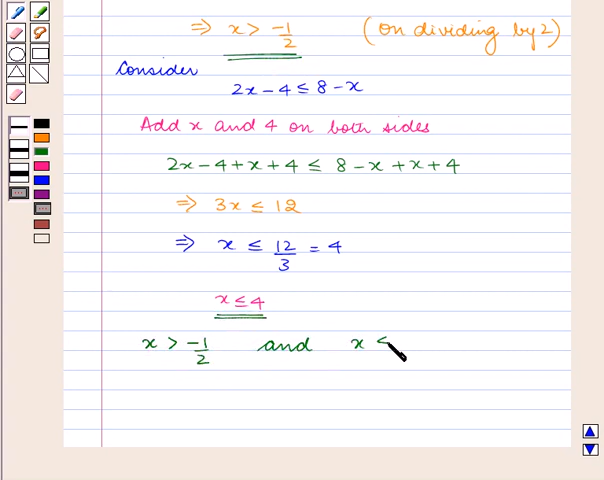 ⇒ x > -1/2 (On dividing by 2)
Consider
2x - 4 ≤ 8 - x
Add x and 4 on both sides
2x - 4 + x + 4 ≤ 8 - x + x + 4
⇒ 3x ≤ 12
⇒ x ≤ 12/3 = 4
x ≤ 4
x > -1/2 and x <